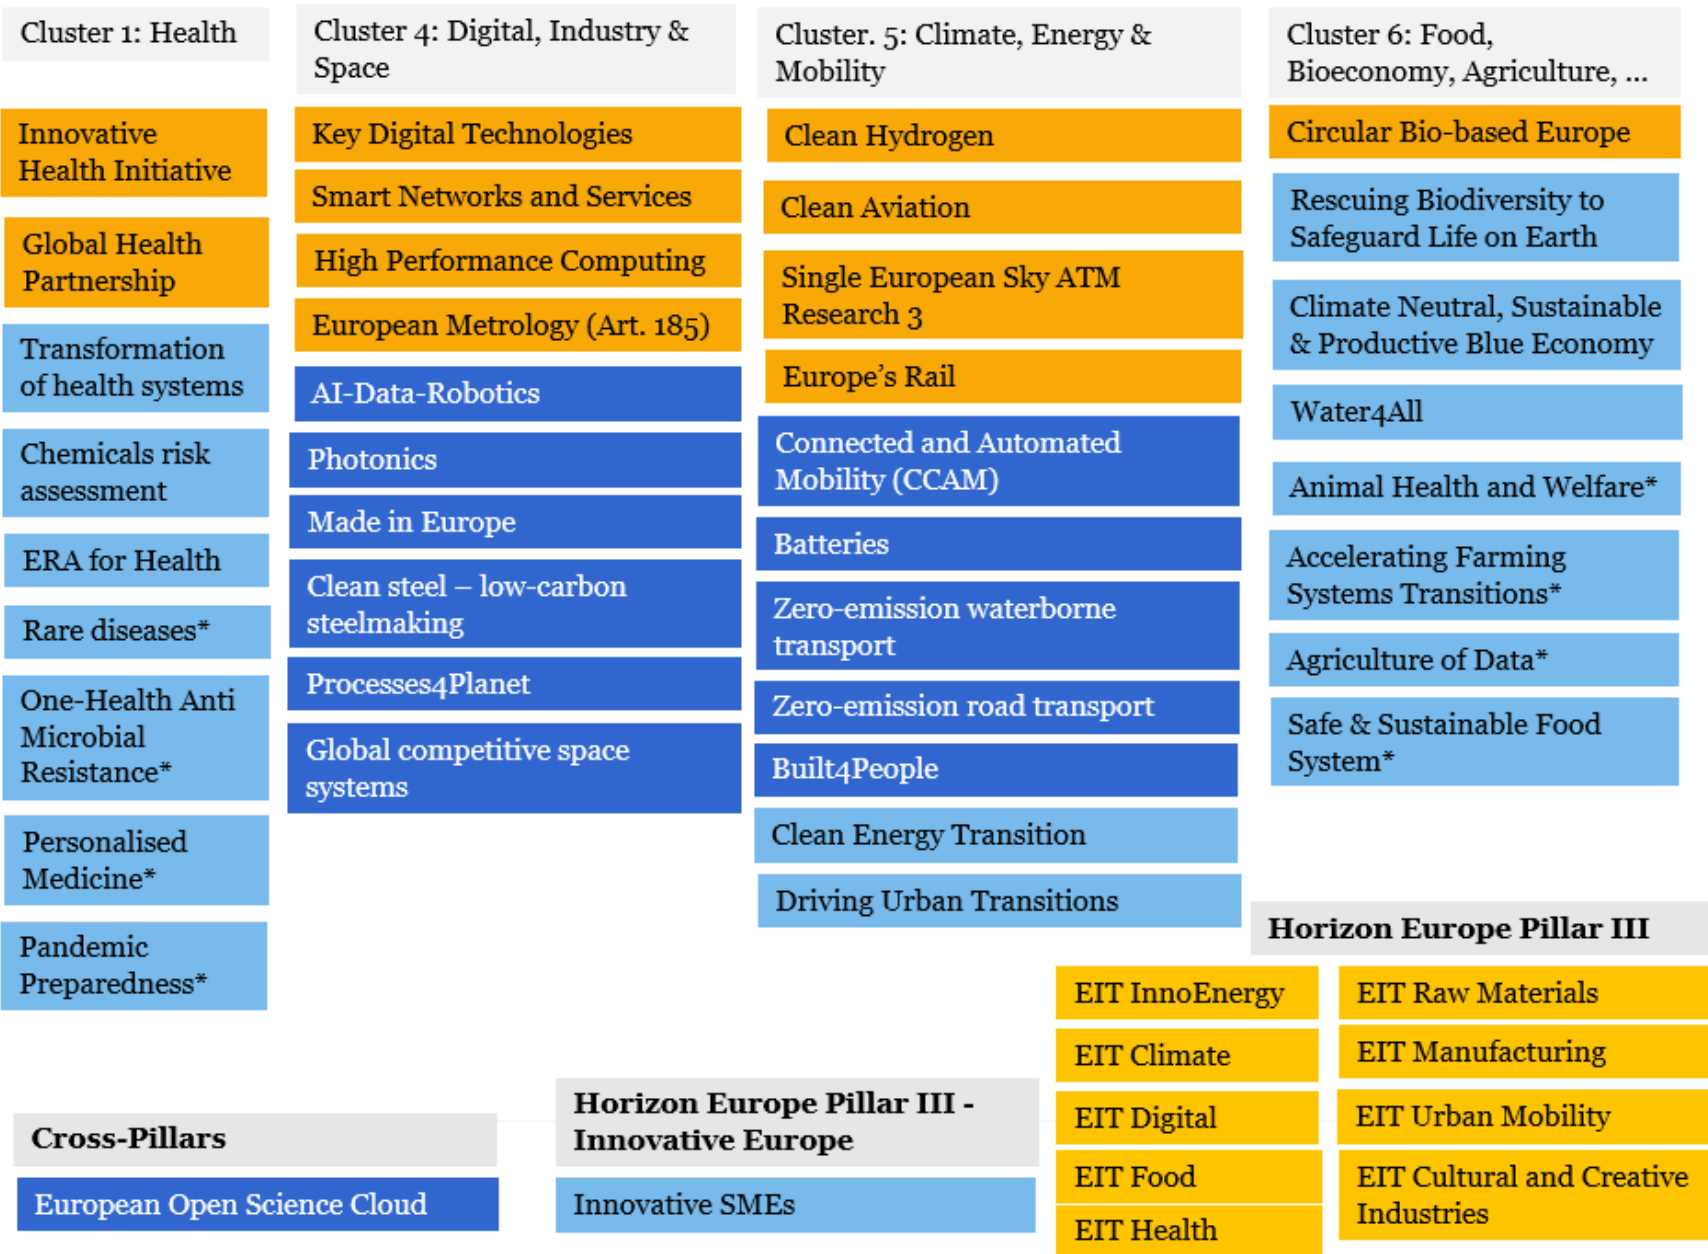 Cluster 1: Health
Innovative
Health Initiative
Global Health
Partnership
Transformation
of health systems
Chemicals risk
assessment
ERA for Health
Rare diseases*
One-Health Anti
Microbial
Resistance*
Personalised
Medicine*
Pandemic
Preparedness*
Cluster 4: Digital, Industry &
Space
Key Digital Technologies
Smart Networks and Services
High Performance Computing
European Metrology (Art. 185)
AI-Data-Robotics
Photonics
Made in Europe
Clean steel – low-carbon
steelmaking
Processes4Planet
Global competitive space
systems
Cluster. 5: Climate, Energy &
Mobility
Clean Hydrogen
Clean Aviation
Single European Sky ATM
Research 3
Europe's Rail
Connected and Automated
Mobility (CCAM)
Batteries
Zero-emission waterborne
transport
Zero-emission road transport
Built4People
Clean Energy Transition
Driving Urban Transitions
Cluster 6: Food,
Bioeconomy, Agriculture, ...
Circular Bio-based Europe
Rescuing Biodiversity to
Safeguard Life on Earth
Climate Neutral, Sustainable
& Productive Blue Economy
Water4All
Animal Health and Welfare*
Accelerating Farming
Systems Transitions*
Agriculture of Data*
Safe & Sustainable Food
System*
Cross-Pillars
European Open Science Cloud
Horizon Europe Pillar III -
Innovative Europe
Innovative SMEs
Horizon Europe Pillar III
EIT InnoEnergy
EIT Climate
EIT Digital
EIT Food
EIT Health
EIT Raw Materials
EIT Manufacturing
EIT Urban Mobility
EIT Cultural and Creative
Industries